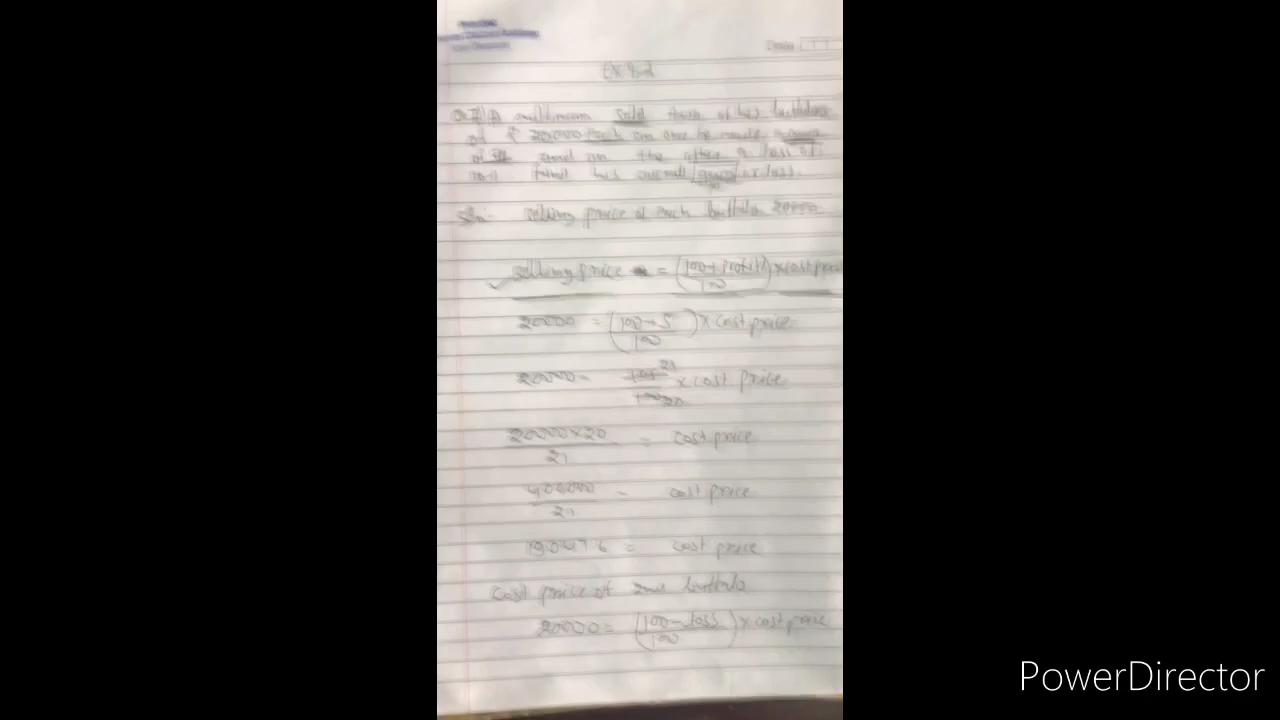 Date
Ex 8.2
Q.7 A milkman sold two of his buffaloes
at ₹ 20000 each on one he made a gain
of 5% and on the other a loss of
10% find his overall gain or loss.
Sol:- Selling price of each buffalo 20000
Selling price = (100+profit/100) x cost price
20000 = (100+5/100) x cost price
20000 = 105 21/100 20 x cost price
20000x20/21 = cost price
400000/21 = cost price
19047.6 = cost price
Cost price of 2nd buffalo
20000 = (100-loss/100) x cost price
PowerDirector